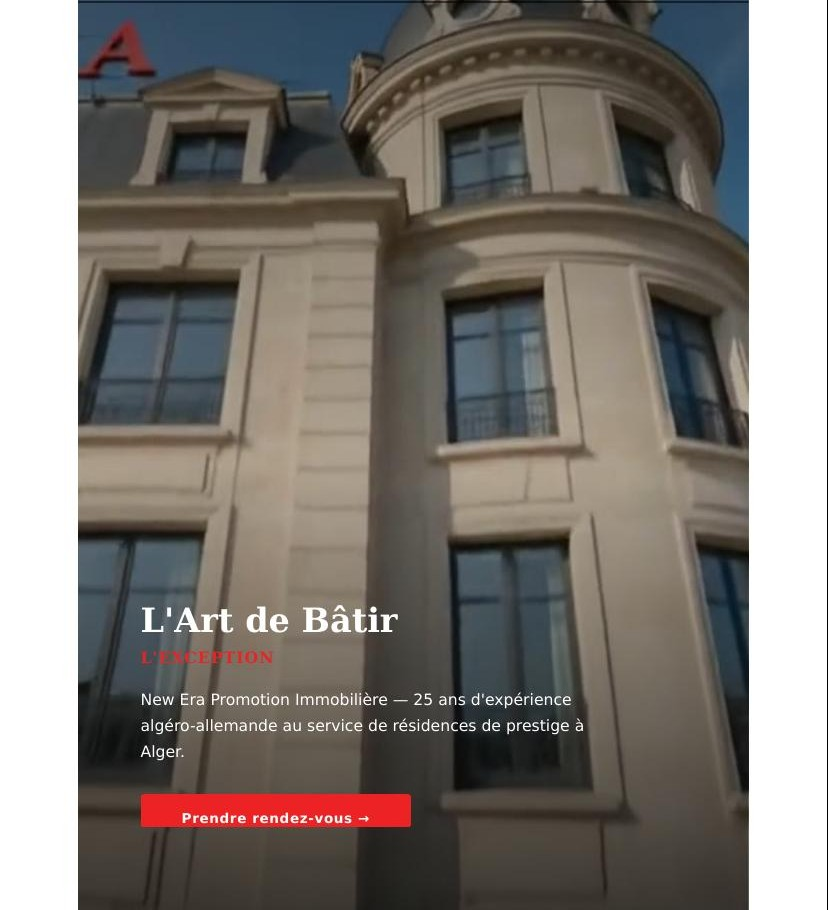 A
L'Art de Bâtir
L'EXCEPTION
New Era Promotion Immobilière — 25 ans d'expérience
algéro-allemande au service de résidences de prestige à
Alger.
Prendre rendez-vous →